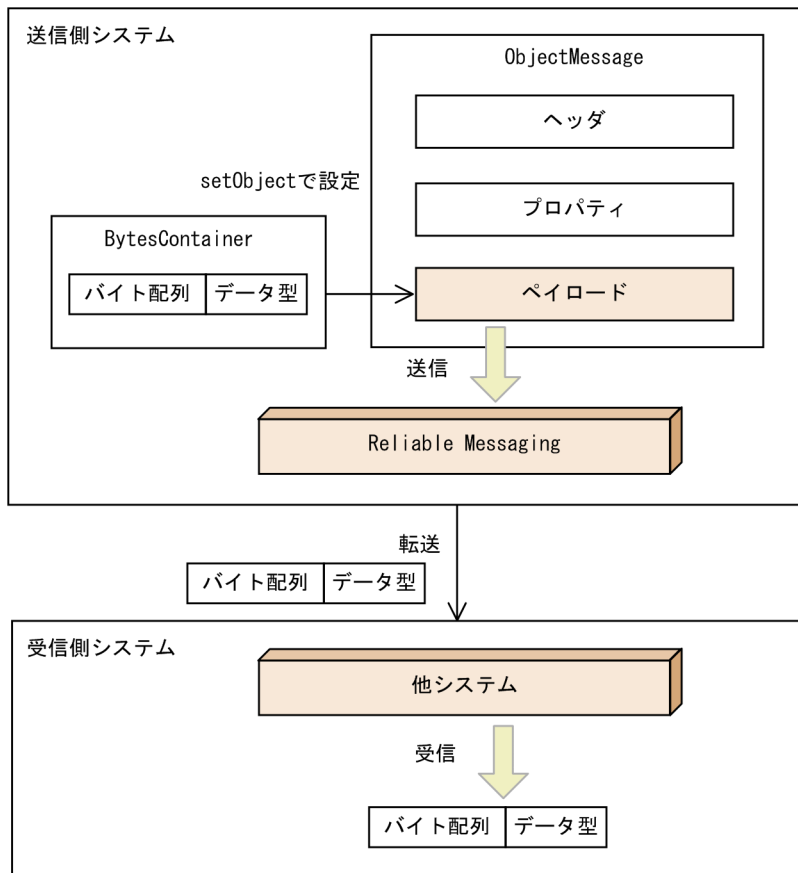 送信側システム
ObjectMessage
ヘッダ
setObjectで設定
プロパティ
BytesContainer
バイト配列 データ型
ペイロード
送信
Reliable Messaging
転送
バイト配列 データ型
受信側システム
他システム
受信
バイト配列 データ型